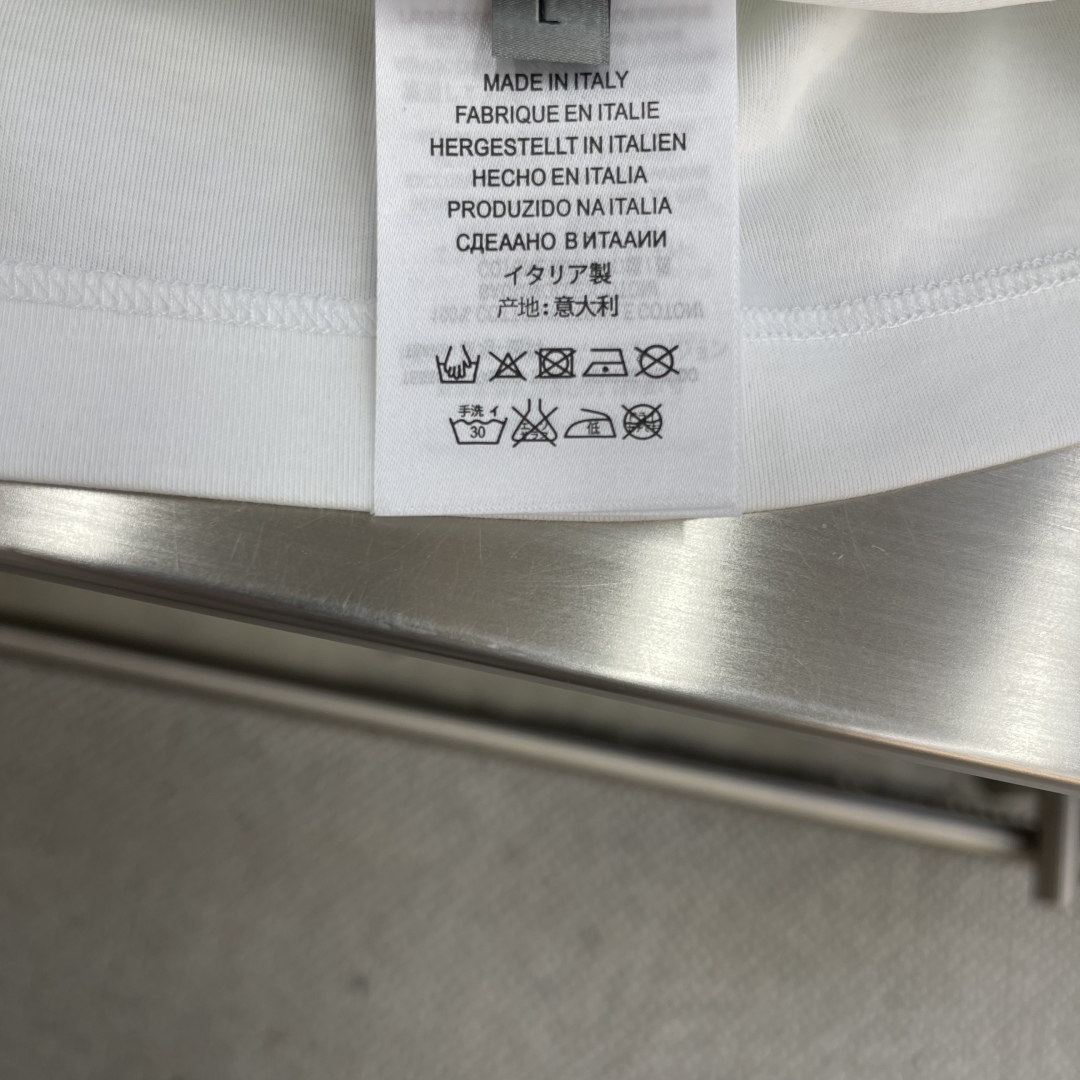 L
MADE IN ITALY
FABRIQUE EN ITALIE
HERGESTELLT IN ITALIEN
HECHO EN ITALIA
PRODUZIDO NA ITALIA
СДЕААНО В ИТААИИ
イタリア製
产地：意大利
手洗 イ
30
低